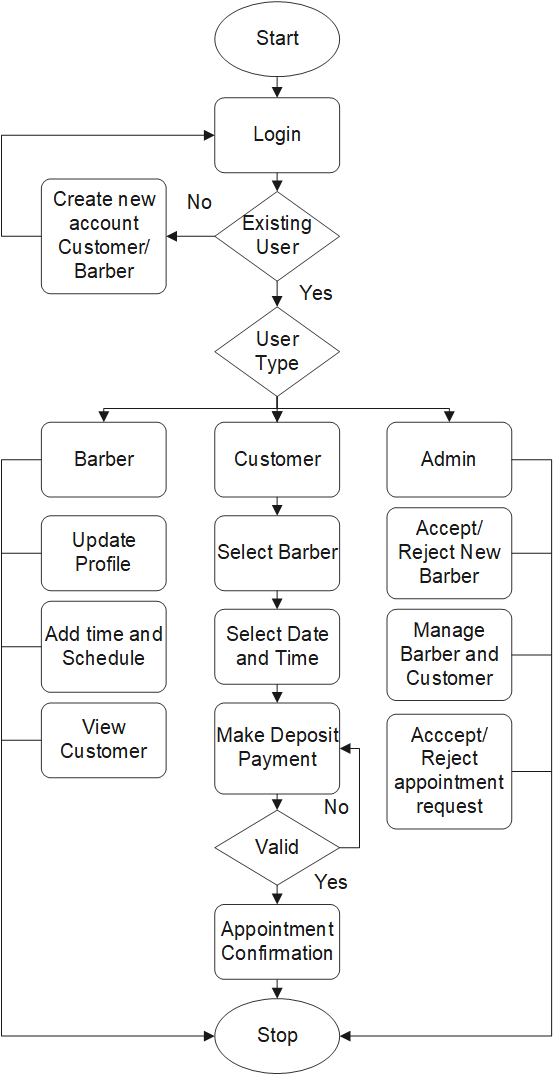 Start
Login
No
Create new
account
Customer/
Barber
Existing
User
Yes
User
Type
Barber
Customer
Admin
Update
Profile
Select Barber
Accept/
Reject New
Barber
Add time and
Schedule
Select Date
and Time
Manage
Barber and
Customer
View
Customer
Make Deposit
Payment
Acccept/
Reject
appointment
request
No
Valid
Yes
Appointment
Confirmation
Stop